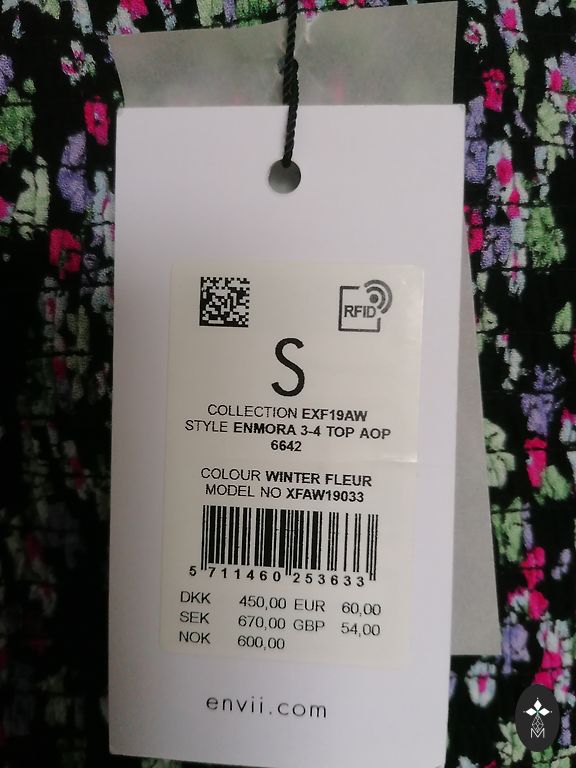 RFID
S
COLLECTION EXF19AW
STYLE ENMORA 3-4 TOP AOP
6642
COLOUR WINTER FLEUR
MODEL NO XFAW19033
5 711460 253633
DKK 450,00 EUR 60,00
SEK 670,00 GBP 54,00
NOK 600,00
envii.com
M